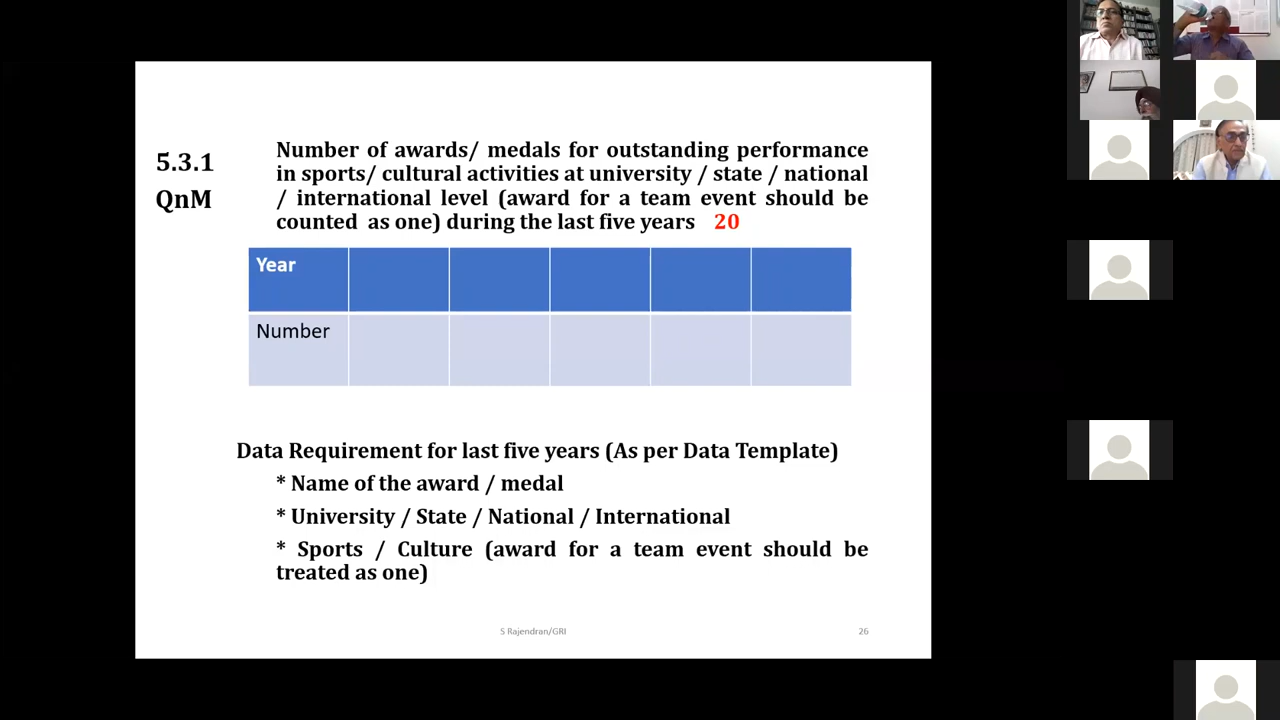 5.3.1
QnM
Number of awards/ medals for outstanding performance
in sports/ cultural activities at university / state / national
/ international level (award for a team event should be
counted as one) during the last five years 20
Year
Number
Data Requirement for last five years (As per Data Template)
* Name of the award / medal
* University / State / National / International
* Sports / Culture (award for a team event should be
treated as one)
S Rajendran/GRI
26